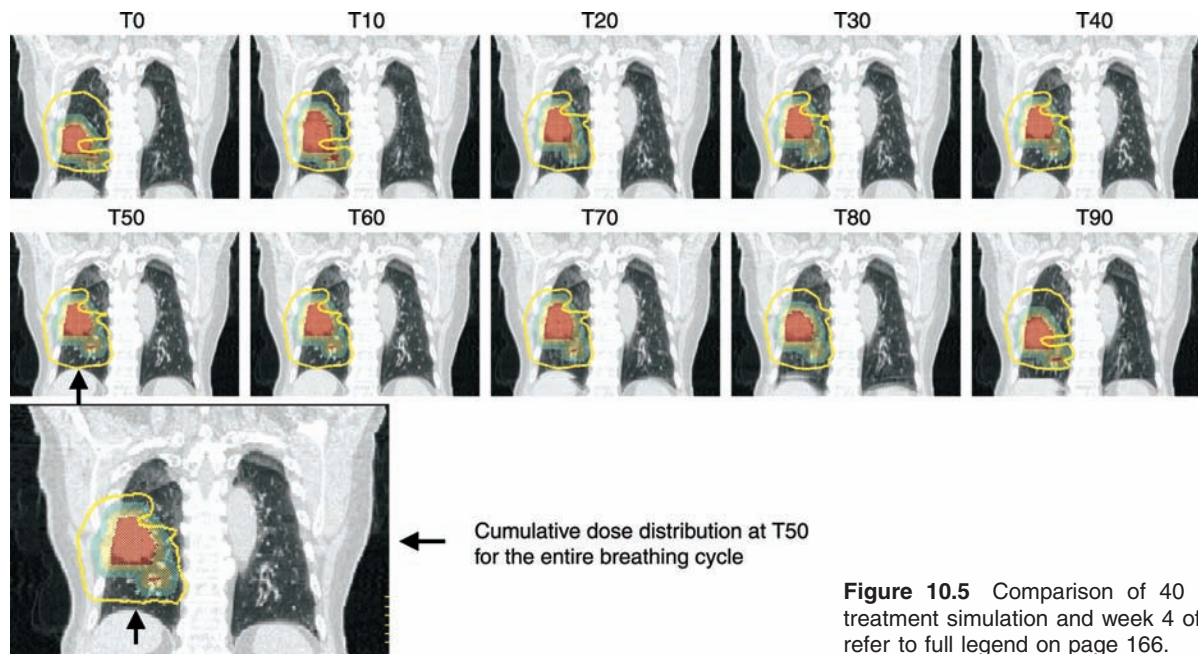 T0 T10 T20 T30 T40
T50 T60 T70 T80 T90
Cumulative dose distribution at T50
for the entire breathing cycle
Figure 10.5 Comparison of 40
treatment simulation and week 4 of
refer to full legend on page 166.